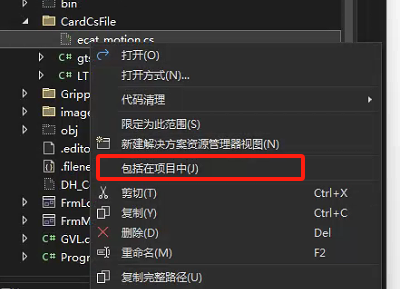 bin
CardCsFile
ecat_motion.cs
gts
LT
Gripp
image
obj
.editor
.filene
DH_C
FrmLo
FrmM
GVL.c
Progr
打开(O)
打开方式(N)...
代码清理
限定为此范围(S)
新建解决方案资源管理器视图(N)
包括在项目中(J)
剪切(T) Ctrl+X
复制(Y) Ctrl+C
删除(D) Del
重命名(M) F2
复制完整路径(U)